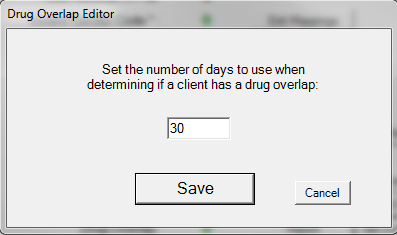 Drug Overlap Editor
Set the number of days to use when
determining if a client has a drug overlap:
30
Save
Cancel